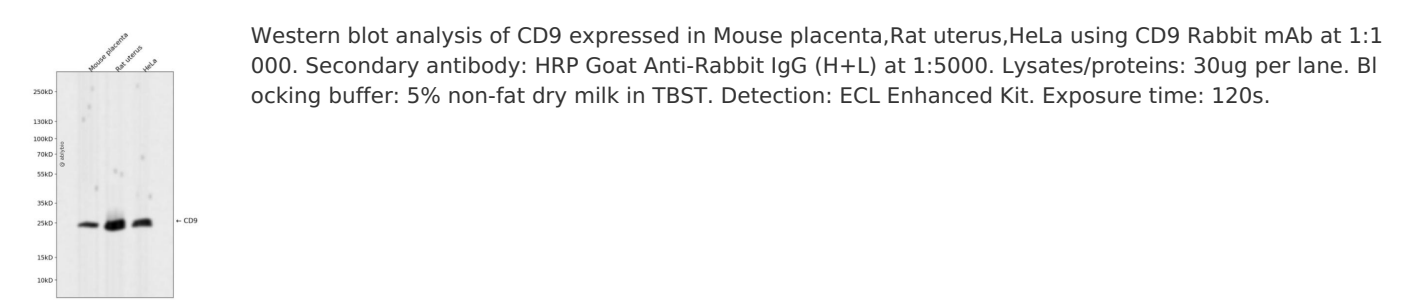 Mouse placenta
Rat uterus
HeLa
250kD
130kD
100kD
70kD
55kD
35kD
25kD
15kD
10kD
@ abbybio
← CD9
Western blot analysis of CD9 expressed in Mouse placenta,Rat uterus,HeLa using CD9 Rabbit mAb at 1:1
000. Secondary antibody: HRP Goat Anti-Rabbit IgG (H+L) at 1:5000. Lysates/proteins: 30ug per lane. Bl
ocking buffer: 5% non-fat dry milk in TBST. Detection: ECL Enhanced Kit. Exposure time: 120s.